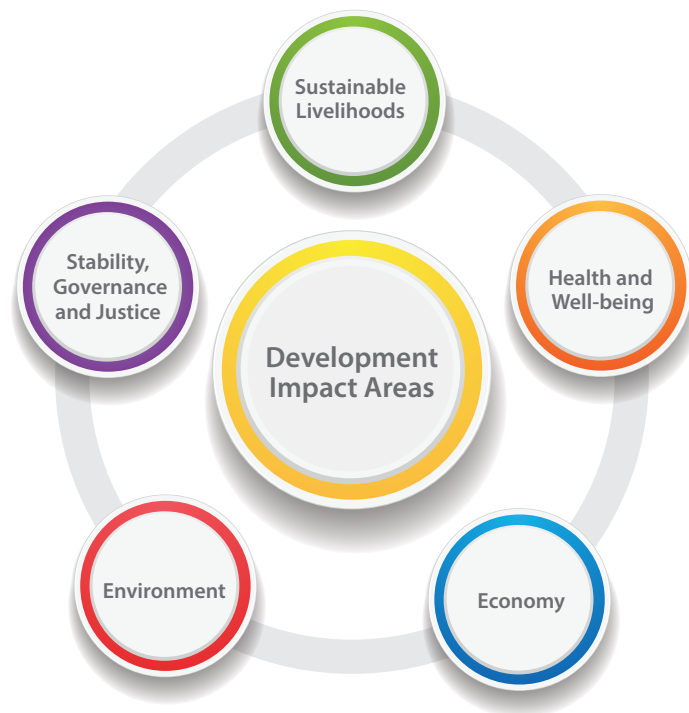 Sustainable
Livelihoods
Stability,
Governance
and Justice
Health and
Well-being
Development
Impact Areas
Environment
Economy